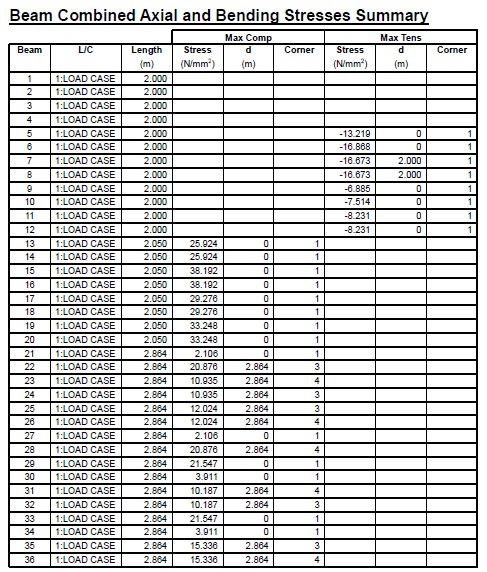 Beam Combined Axial and Bending Stresses Summary
Max Comp Max Tens
Beam L/C Length Stress d Corner Stress d Corner
(m) (N/mm²) (m) (N/mm²) (m)
1 1:LOAD CASE 2.000
2 1:LOAD CASE 2.000
3 1:LOAD CASE 2.000
4 1:LOAD CASE 2.000
5 1:LOAD CASE 2.000 -13.219 0 1
6 1:LOAD CASE 2.000 -16.868 0 1
7 1:LOAD CASE 2.000 -16.673 2.000 1
8 1:LOAD CASE 2.000 -16.673 2.000 1
9 1:LOAD CASE 2.000 -6.885 0 1
10 1:LOAD CASE 2.000 -7.514 0 1
11 1:LOAD CASE 2.000 -8.231 0 1
12 1:LOAD CASE 2.000 -8.231 0 1
13 1:LOAD CASE 2.050 25.924 0 1
14 1:LOAD CASE 2.050 25.924 0 1
15 1:LOAD CASE 2.050 38.192 0 1
16 1:LOAD CASE 2.050 38.192 0 1
17 1:LOAD CASE 2.050 29.276 0 1
18 1:LOAD CASE 2.050 29.276 0 1
19 1:LOAD CASE 2.050 33.248 0 1
20 1:LOAD CASE 2.050 33.248 0 1
21 1:LOAD CASE 2.864 2.106 0 1
22 1:LOAD CASE 2.864 20.876 2.864 3
23 1:LOAD CASE 2.864 10.935 2.864 4
24 1:LOAD CASE 2.864 10.935 2.864 3
25 1:LOAD CASE 2.864 12.024 2.864 3
26 1:LOAD CASE 2.864 12.024 2.864 4
27 1:LOAD CASE 2.864 2.106 0 1
28 1:LOAD CASE 2.864 20.876 2.864 4
29 1:LOAD CASE 2.864 21.547 0 1
30 1:LOAD CASE 2.864 3.911 0 1
31 1:LOAD CASE 2.864 10.187 2.864 4
32 1:LOAD CASE 2.864 10.187 2.864 3
33 1:LOAD CASE 2.864 21.547 0 1
34 1:LOAD CASE 2.864 3.911 0 1
35 1:LOAD CASE 2.864 15.336 2.864 3
36 1:LOAD CASE 2.864 15.336 2.864 4